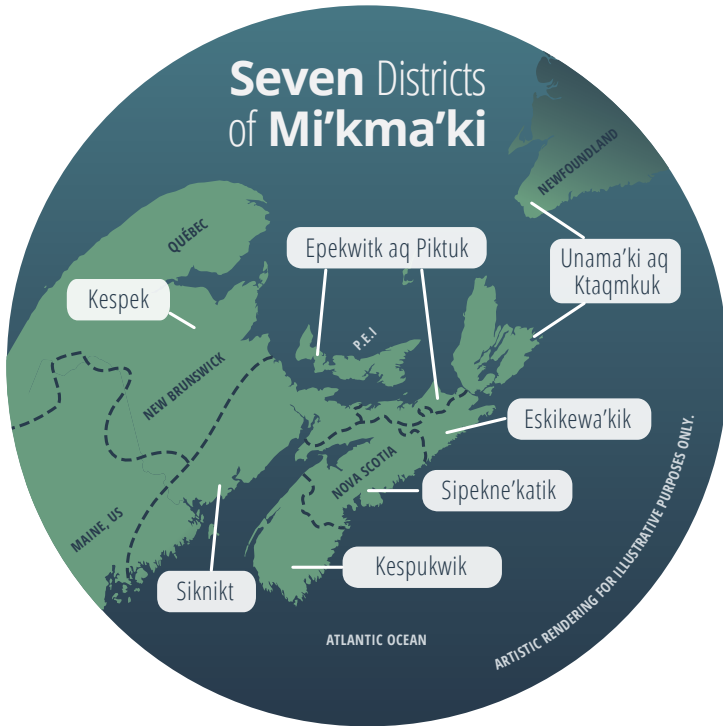 Seven Districts
of Mi'kma'ki
NEWFOUNDLAND
QUÉBEC
Epekwitk aq Piktuk
Unama'ki aq
Ktaqmkuk
Kespek
P.E.I
NEW BRUNSWICK
Eskikewa'kik
NOVA SCOTIA
Sipekne'katik
MAINE, US
Kespukwik
Siknikt
ATLANTIC OCEAN
ARTISTIC RENDERING FOR ILLUSTRATIVE PURPOSES ONLY.